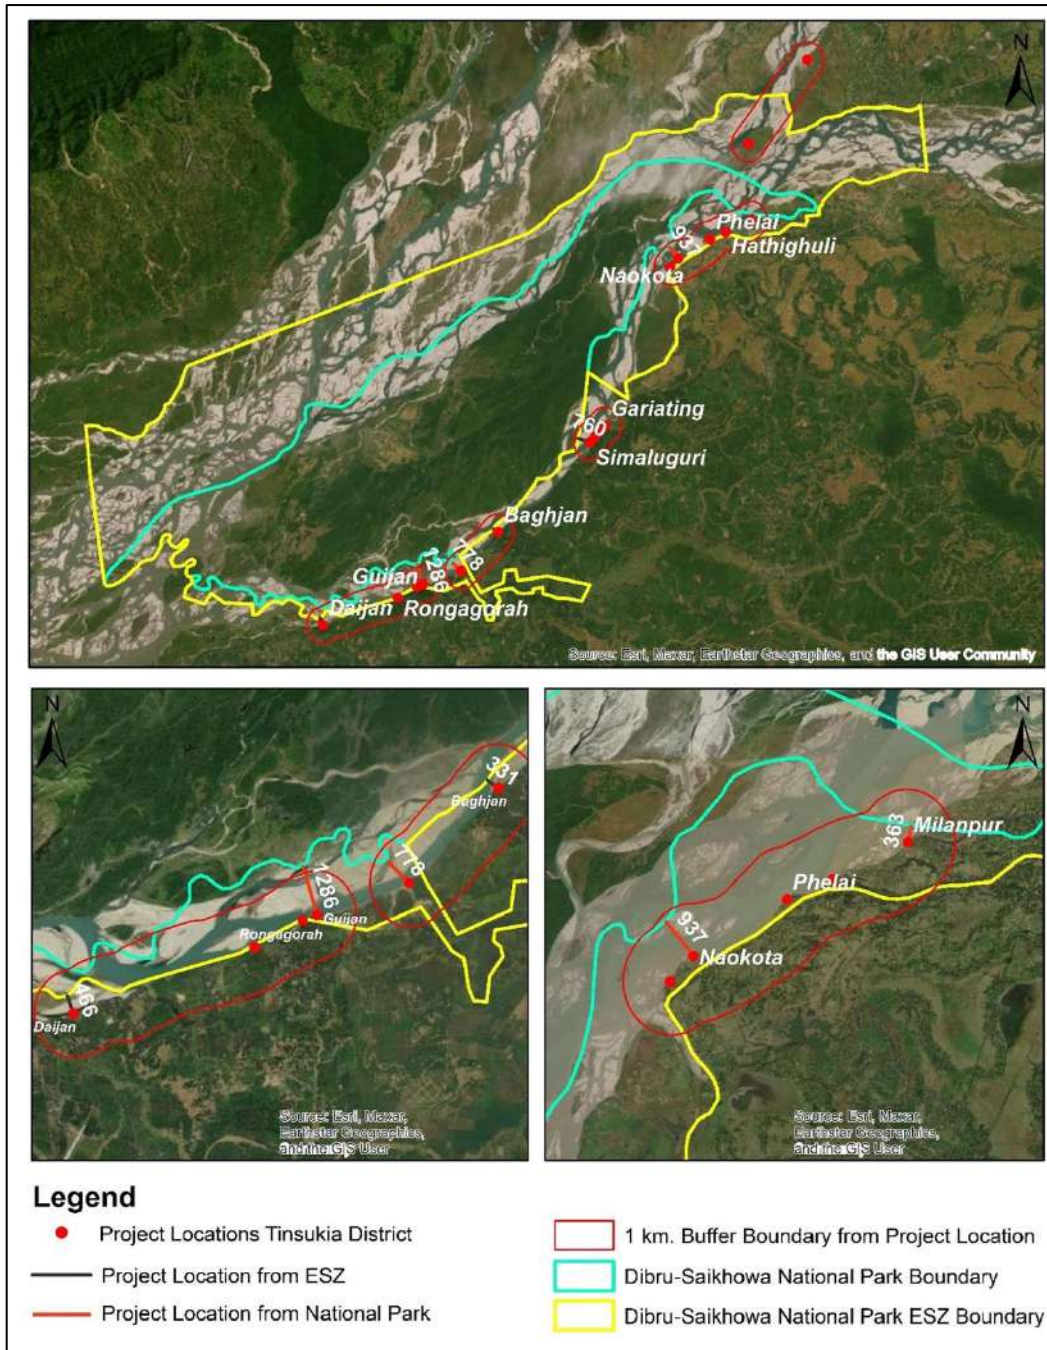 N
Phelai
937
Hathighuli
Naokota
Gariating
760
Simaluguri
Baghjan
778
1286
Guijan
Daijan
Rongagorah
Source: Esri, Maxar, Earthstar Geographics, and the GIS User Community
N
331
Baghjan
778
1286
Guijan
Rongagorah
466
Daijan
Source: Esri, Maxar,
Earthstar Geographics,
and the GIS User
N
Milanpur
363
Phelai
937
Naokota
Source: Esri, Maxar,
Earthstar Geographics,
and the GIS User
Legend
Project Locations Tinsukia District
Project Location from ESZ
Project Location from National Park
1 km. Buffer Boundary from Project Location
Dibru-Saikhowa National Park Boundary
Dibru-Saikhowa National Park ESZ Boundary